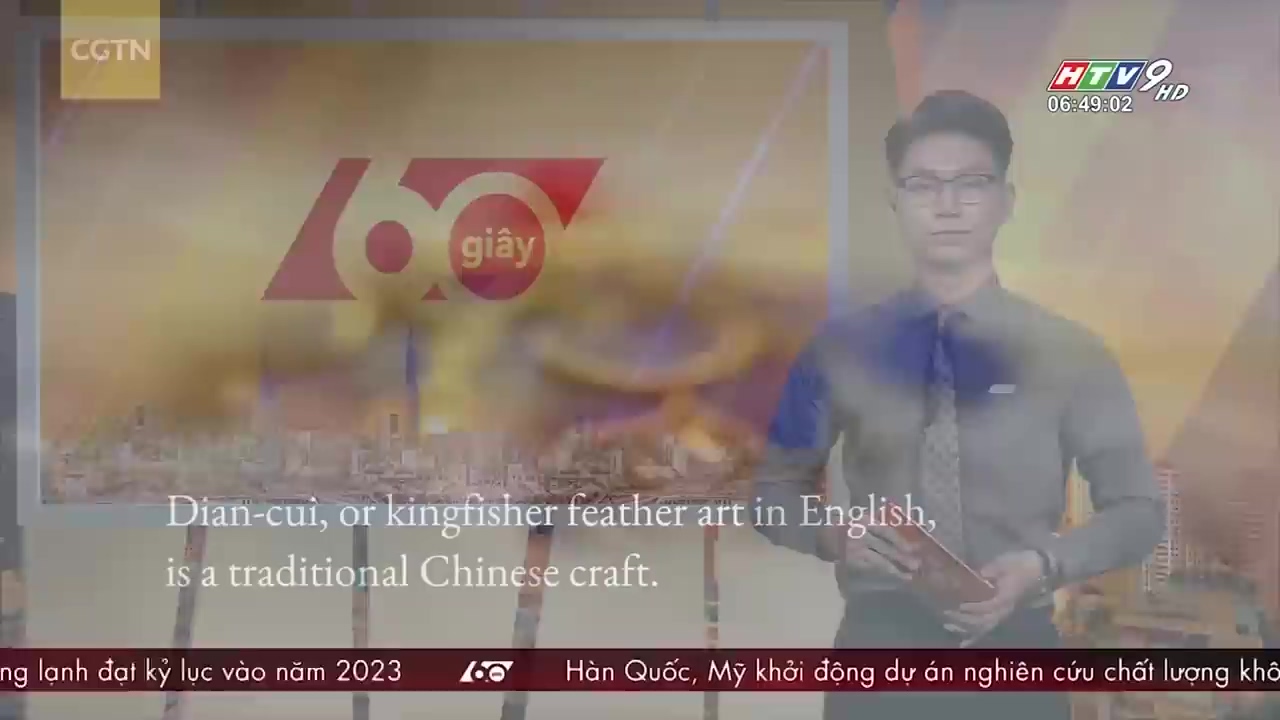 CGTN
HTV9 HD
06:49:02
60 giây
Dian-cui, or kingfisher feather art in English,
is a traditional Chinese craft.
ng lạnh đạt kỷ lục vào năm 2023 60 Hàn Quốc, Mỹ khởi động dự án nghiên cứu chất lượng khô